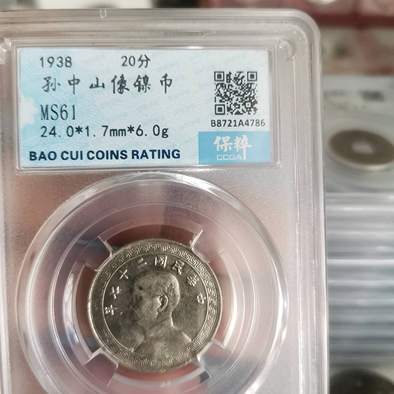 1938 20分
孙中山像镍币
MS61
24.0*1.7mm*6.0g
B8721A4786
BAO CUI COINS RATING
保粹
CCGA
年七十二國民華中